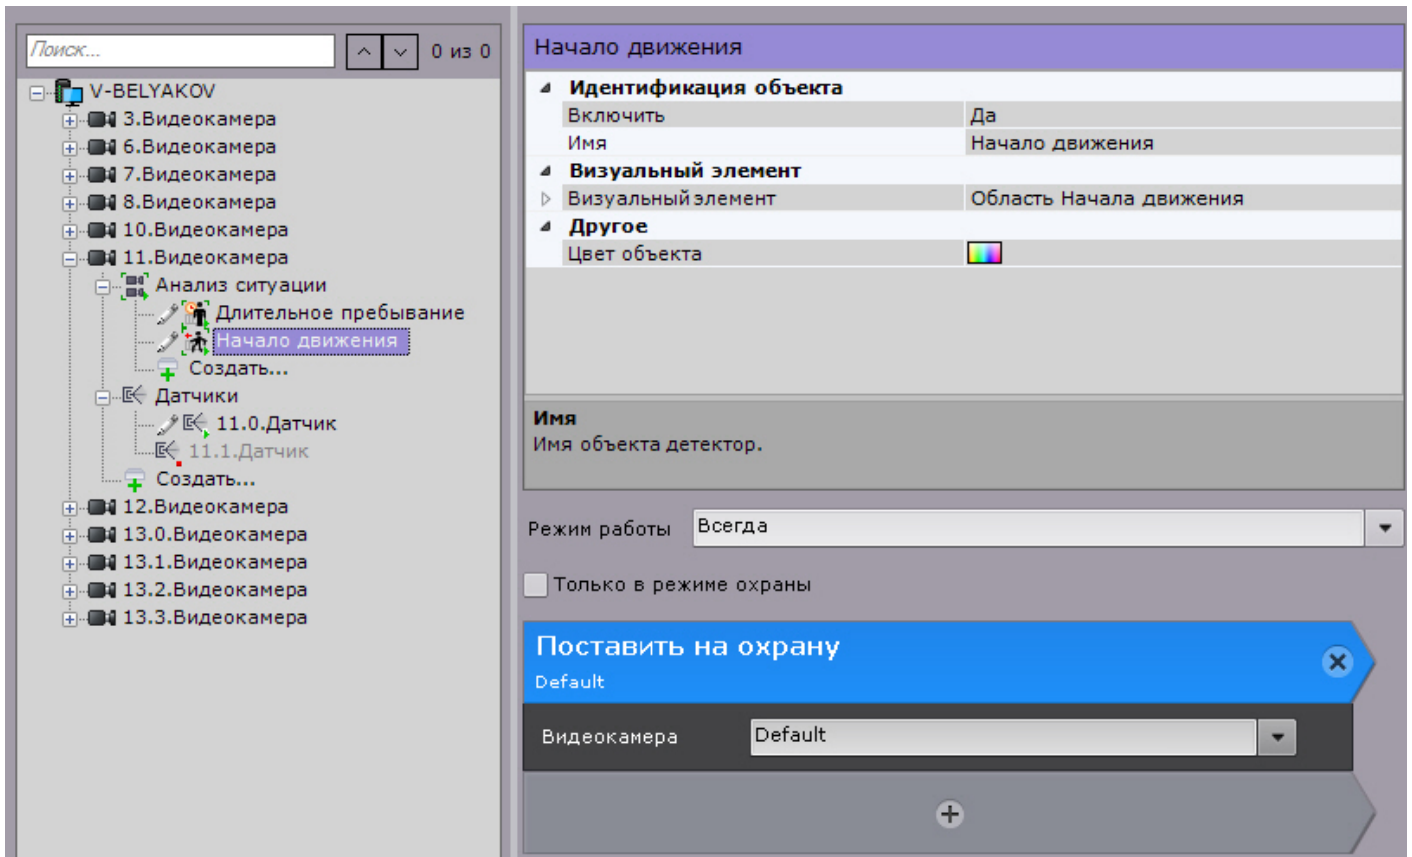 Поиск...
0 из 0
V-BELYAKOV
3.Видеокамера
6.Видеокамера
7.Видеокамера
8.Видеокамера
10.Видеокамера
11.Видеокамера
Анализ ситуации
Длительное пребывание
Начало движения
Создать...
Датчики
11.0.Датчик
11.1.Датчик
Создать...
12.Видеокамера
13.0.Видеокамера
13.1.Видеокамера
13.2.Видеокамера
13.3.Видеокамера
Начало движения
Идентификация объекта
Включить Да
Имя Начало движения
Визуальный элемент
Визуальный элемент Область Начала движения
Другое
Цвет объекта
Имя
Имя объекта детектор.
Режим работы Всегда
Только в режиме охраны
Поставить на охрану
Default
Видеокамера Default